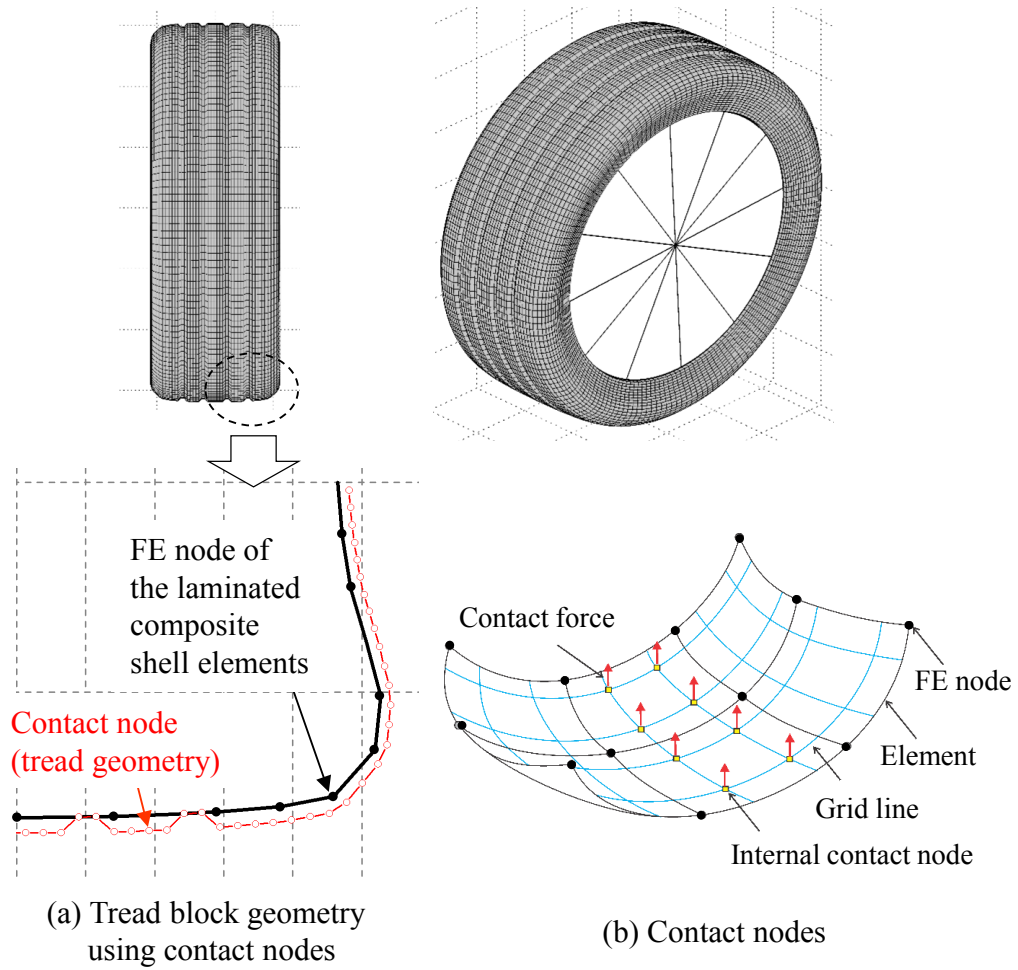 FE node of
the laminated
composite
shell elements
Contact node
(tread geometry)
(a) Tread block geometry
using contact nodes
Contact force
FE node
Element
Grid line
Internal contact node
(b) Contact nodes